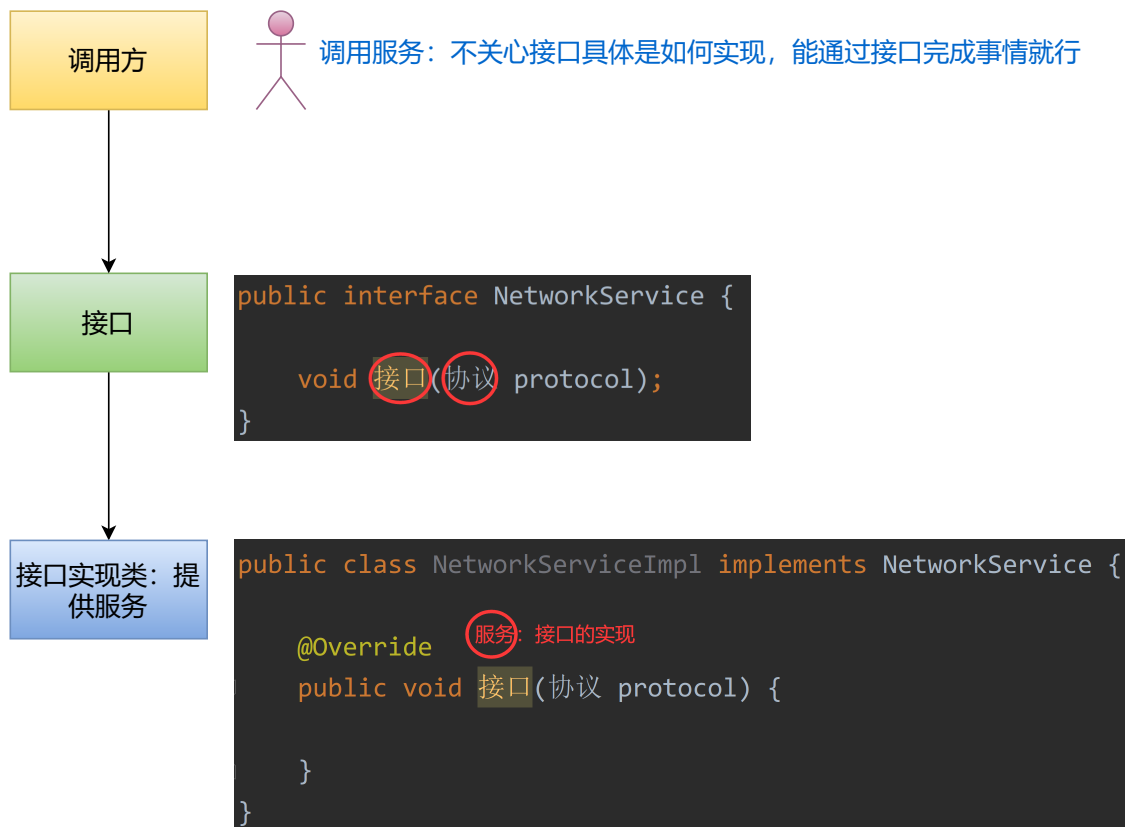 调用方
调用服务：不关心接口具体是如何实现，能通过接口完成事情就行
接口
public interface NetworkService {
void 接口(协议 protocol);
}
接口实现类：提
供服务
public class NetworkServiceImpl implements NetworkService {
服务：接口的实现
@Override
public void 接口(协议 protocol) {
}
}